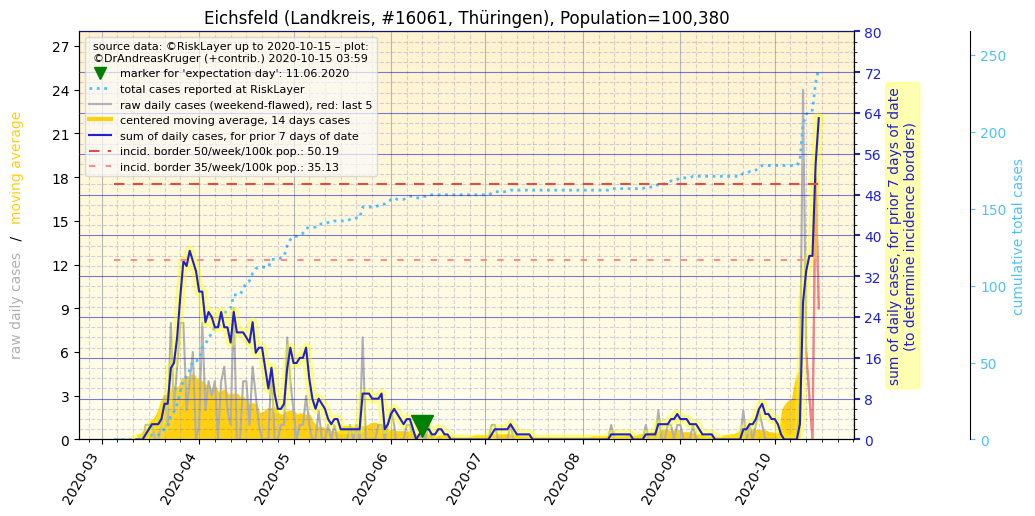 Eichsfeld (Landkreis, #16061, Thüringen), Population=100,380
source data: ©RiskLayer up to 2020-10-15 – plot:
©DrAndreasKruger (+contrib.) 2020-10-15 03:59
marker for 'expectation day': 11.06.2020
total cases reported at RiskLayer
raw daily cases (weekend-flawed), red: last 5
centered moving average, 14 days cases
sum of daily cases, for prior 7 days of date
incid. border 50/week/100k pop.: 50.19
incid. border 35/week/100k pop.: 35.13
raw daily cases / moving average
27
24
21
18
15
12
9
6
3
0
2020-03
2020-04
2020-05
2020-06
2020-07
2020-08
2020-09
2020-10
80
72
64
56
48
40
32
24
16
8
0
sum of daily cases, for prior 7 days of date
(to determine incidence borders)
250
200
150
100
50
0
cumulative total cases